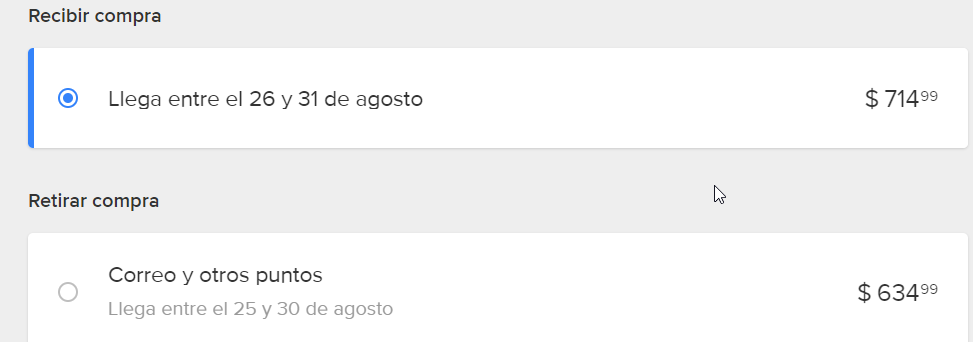 Recibir compra
Llega entre el 26 y 31 de agosto $ 714⁹⁹
Retirar compra
Correo y otros puntos
Llega entre el 25 y 30 de agosto $ 634⁹⁹